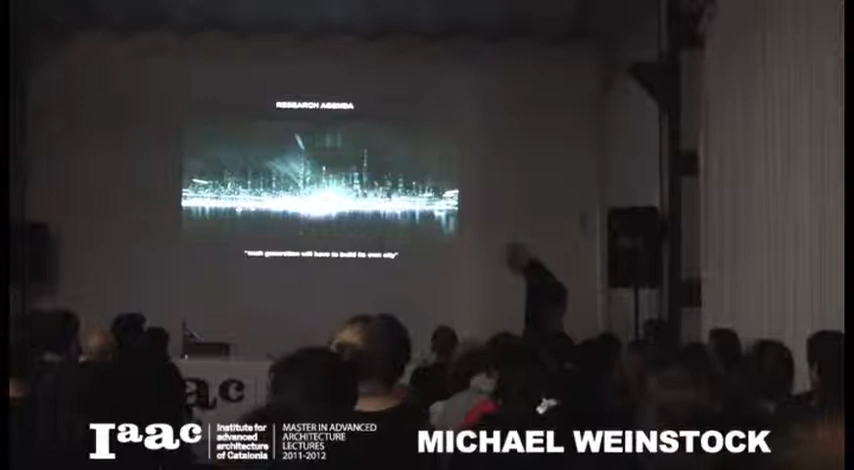 RESEARCH AGENDA
"each generation will have to build its own city"
aac
Iaac
Institute for
advanced
architecture
of Catalonia
MASTER IN ADVANCED
ARCHITECTURE
LECTURES
2011-2012
MICHAEL WEINSTOCK